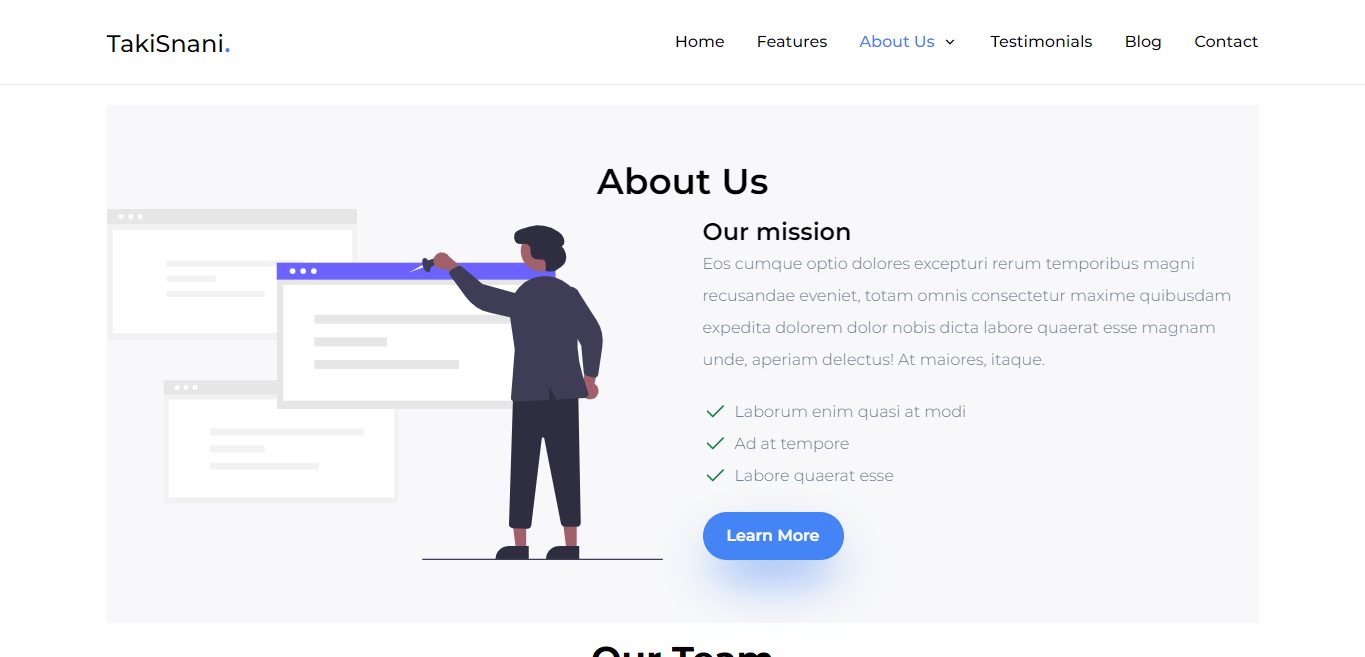 TakiSnani.
Home Features About Us Testimonials Blog Contact
About Us
Our mission
Eos cumque optio dolores excepturi rerum temporibus magni
recusandae eveniet, totam omnis consectetur maxime quibusdam
expedita dolorem dolor nobis dicta labore quaerat esse magnam
unde, aperiam delectus! At maiores, itaque.
Laborum enim quasi at modi
Ad at tempore
Labore quaerat esse
Learn More
Our Team